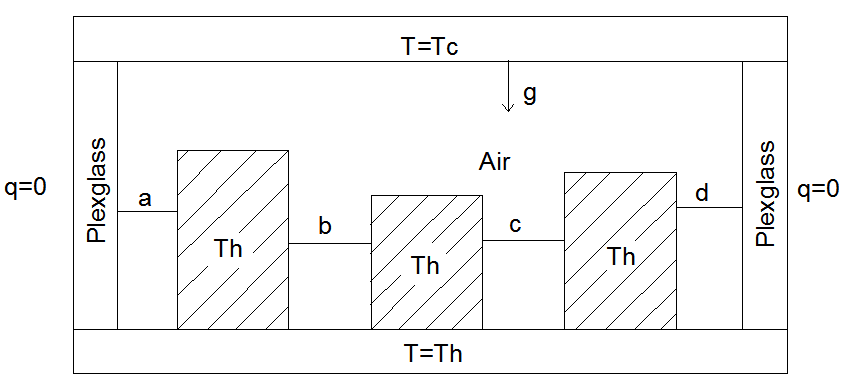 T=Tc
g
Plexglass
Plexglass
Air
q=0
q=0
a
d
b
c
Th
Th
Th
T=Th